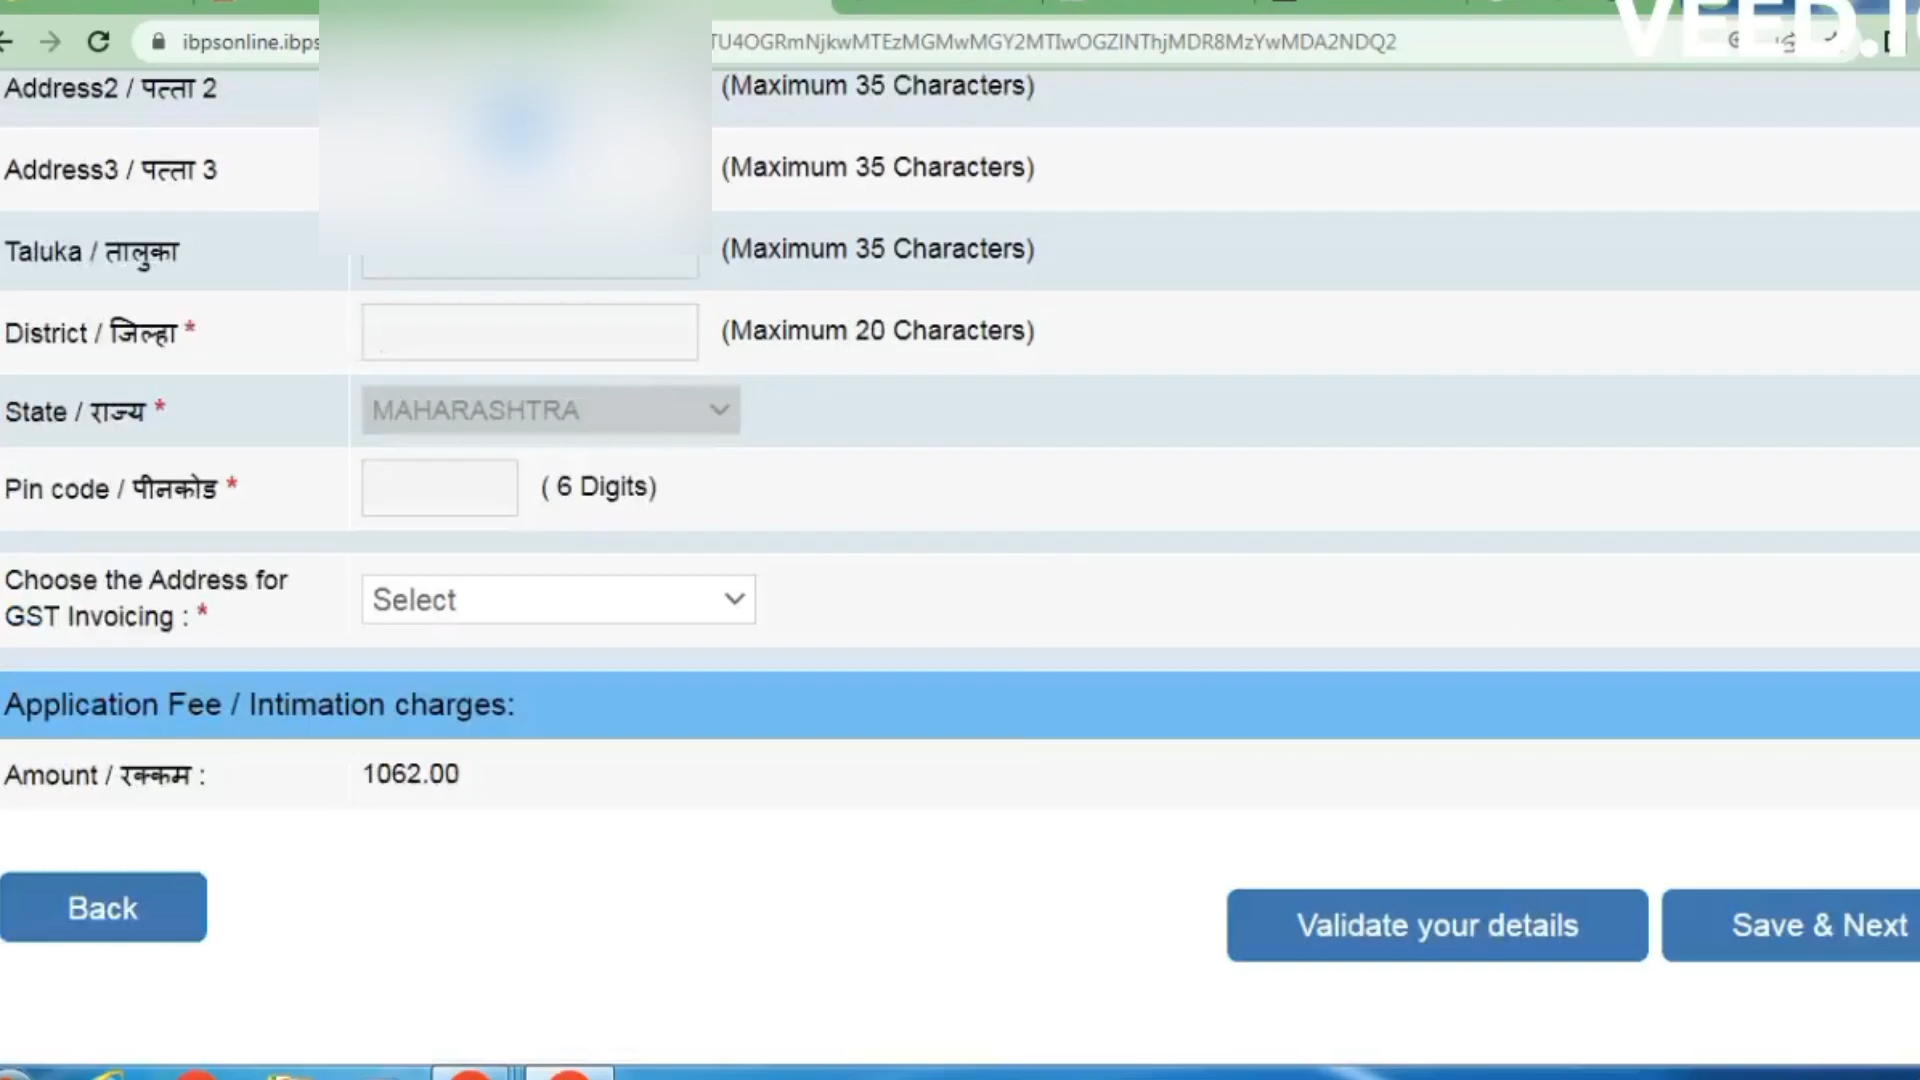 ibpsonline.ibps
TU4OGRmNjkwMTEzMGMwMGY2MTIwOGZlNThjMDR8MzYwMDA2NDQ2
VEED.I
Address2 / पत्ता 2 (Maximum 35 Characters)
Address3 / पत्ता 3 (Maximum 35 Characters)
Taluka / तालुका (Maximum 35 Characters)
District / जिल्हा * (Maximum 20 Characters)
State / राज्य * MAHARASHTRA
Pin code / पीनकोड * ( 6 Digits)
Choose the Address for
GST Invoicing : * Select
Application Fee / Intimation charges:
Amount / रक्कम : 1062.00
Back
Validate your details
Save & Next